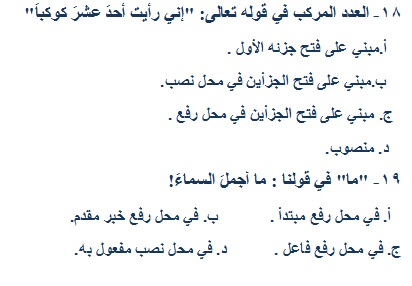 ١٨- العدد المركب في قوله تعالى: "إني رأيت أحدَ عشرَ كوكباً"
أ.مبني على فتح جزئه الأول .
ب.مبني على فتح الجزأين في محل نصب.
ج. مبني على فتح الجزأين في محل رفع .
د. منصوب.
١٩- "ما" في قولنا : ما أجملَ السماءَ!
أ. في محل رفع مبتدأ . ب. في محل رفع خبر مقدم.
ج. في محل رفع فاعل . د. في محل نصب مفعول به.